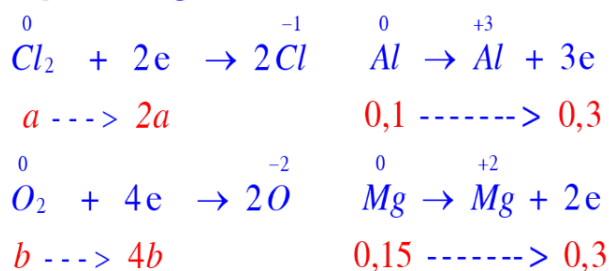 0 −1 0 +3
Cl₂ + 2e → 2Cl Al → Al + 3e
a ---> 2a 0,1 -------> 0,3
0 −2 0 +2
O₂ + 4e → 2O Mg → Mg + 2e
b ---> 4b 0,15 -------> 0,3